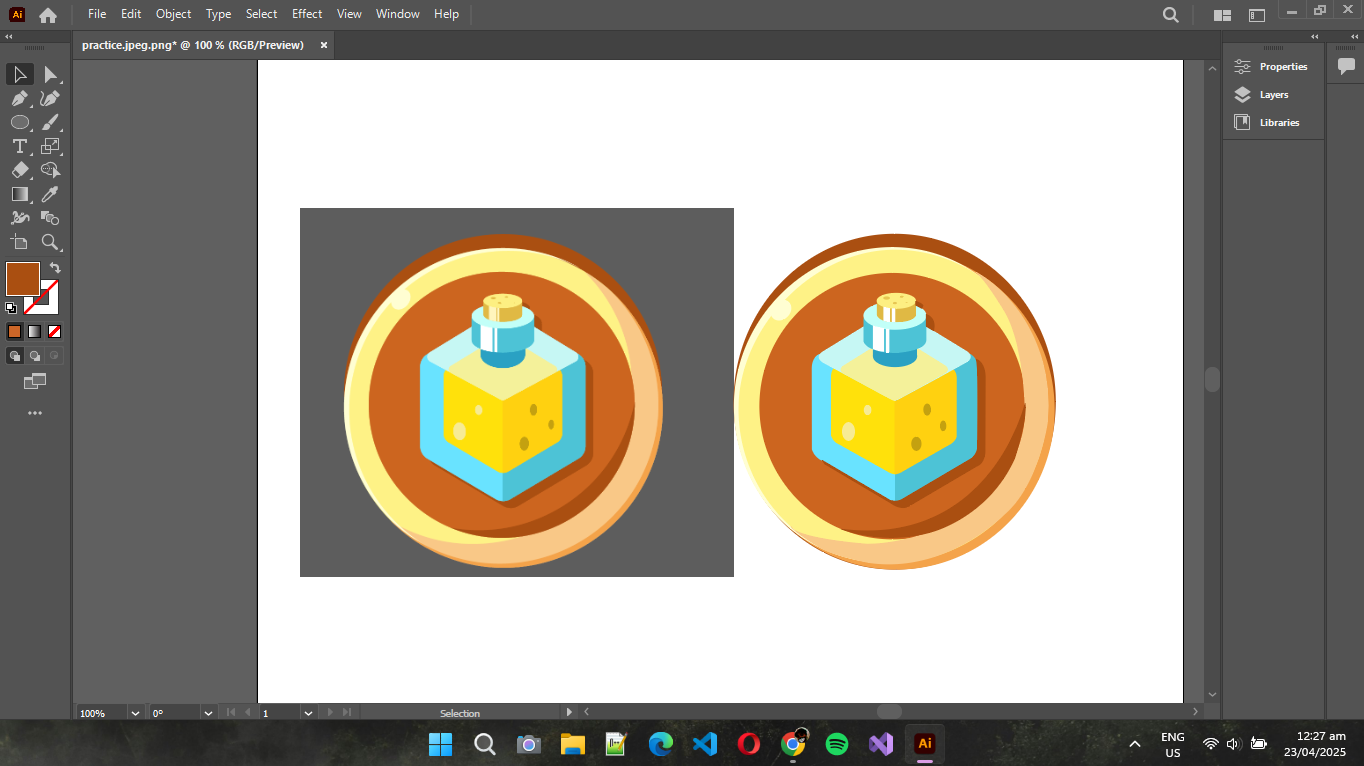 Ai File Edit Object Type Select Effect View Window Help
practice.jpeg.png* @ 100 % (RGB/Preview) ×
Properties
Layers
Libraries
T
100% 0° 1 Selection
Ai
ENG
US
12:27 am
23/04/2025